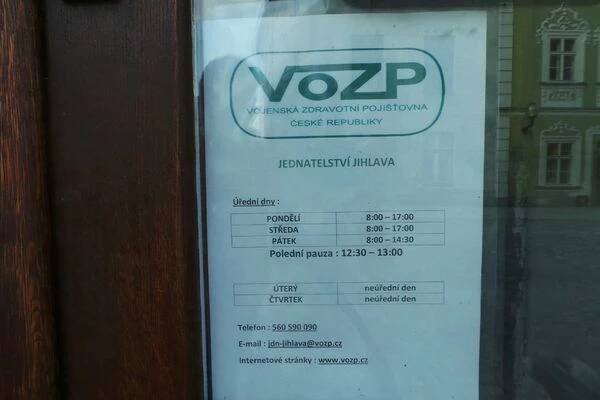 VoZP
VOJENSKÁ ZDRAVOTNÍ POJIŠŤOVNA
ČESKÉ REPUBLIKY
JEDNATELSTVÍ JIHLAVA
Úřední dny :
PONDĚLÍ 8:00 – 17:00
STŘEDA 8:00 – 17:00
PÁTEK 8:00 – 14:30
Polední pauza : 12:30 – 13:00
ÚTERÝ neúřední den
ČTVRTEK neúřední den
Telefon : 560 590 090
E-mail : jdn-jihlava@vozp.cz
Internetové stránky : www.vozp.cz